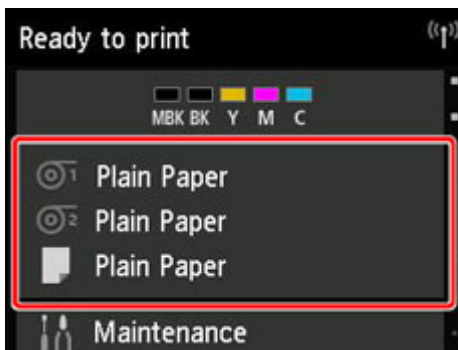 Ready to print
MBK BK Y M C
1 Plain Paper
2 Plain Paper
Plain Paper
Maintenance